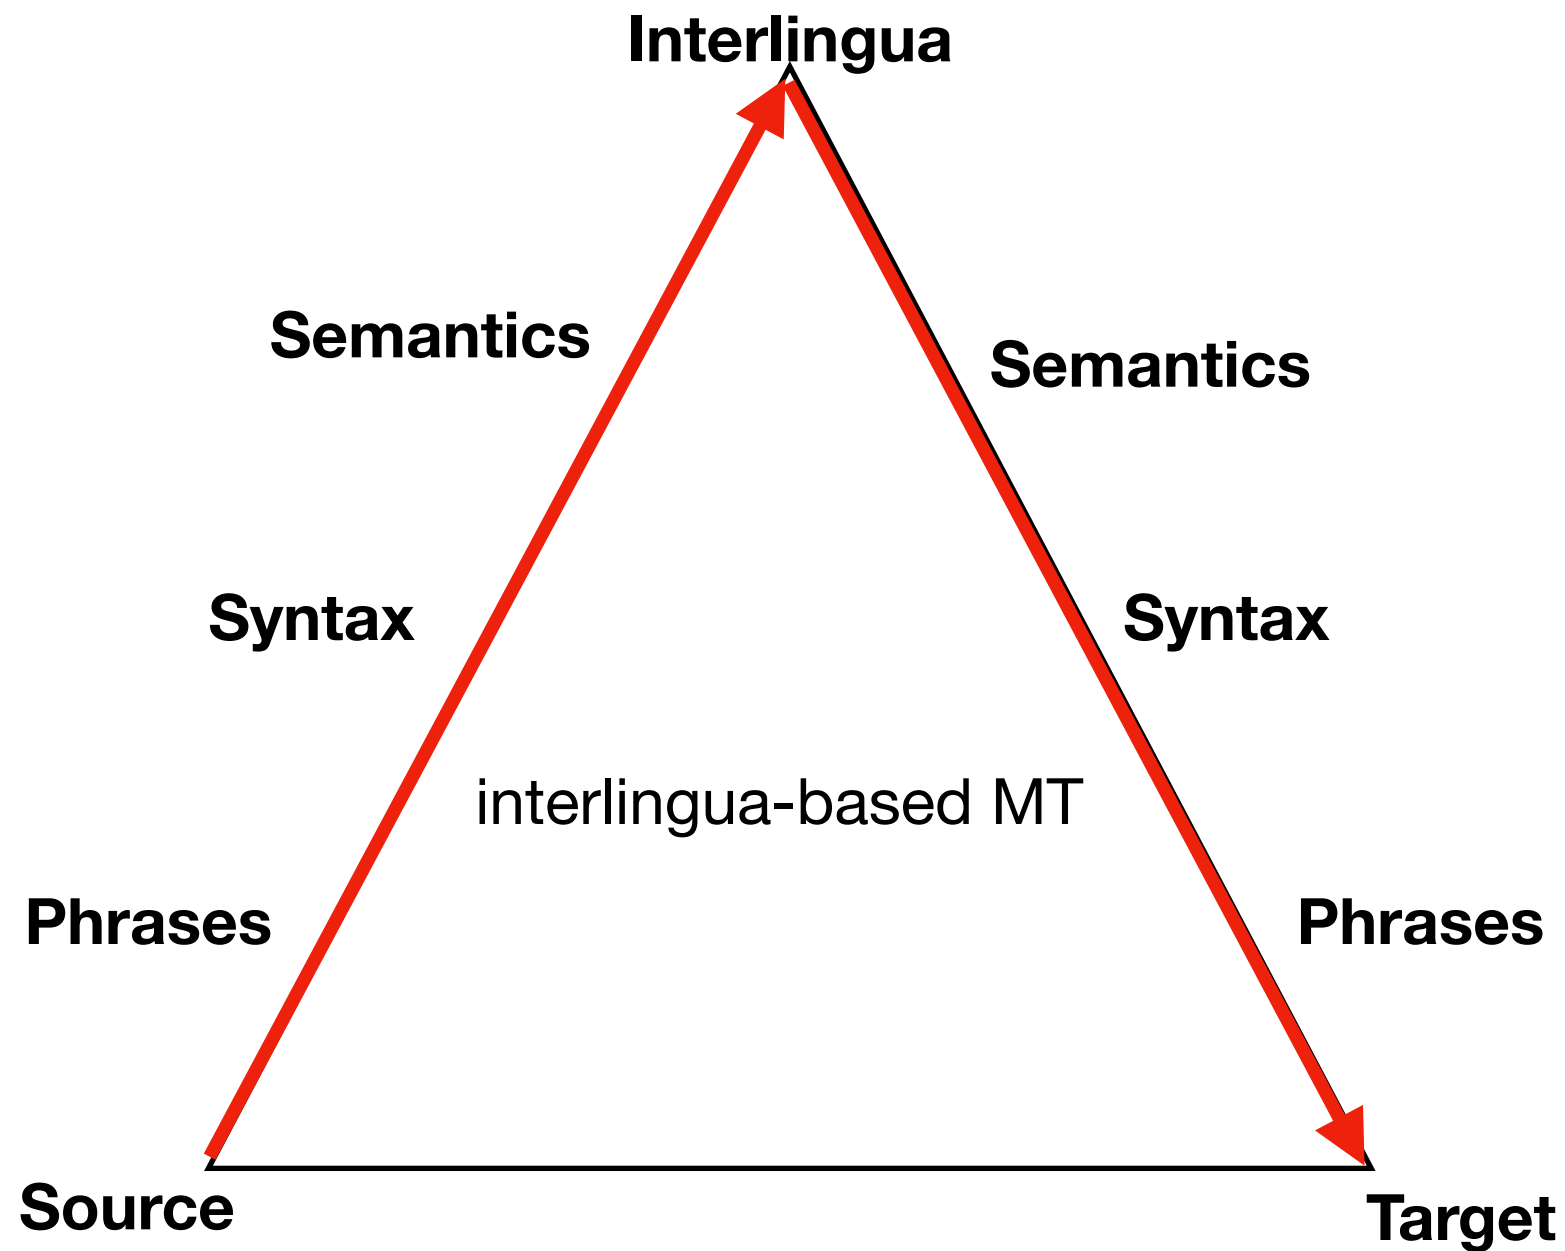 Interlingua
Semantics
Semantics
Syntax
Syntax
interlingua-based MT
Phrases
Phrases
Source
Target